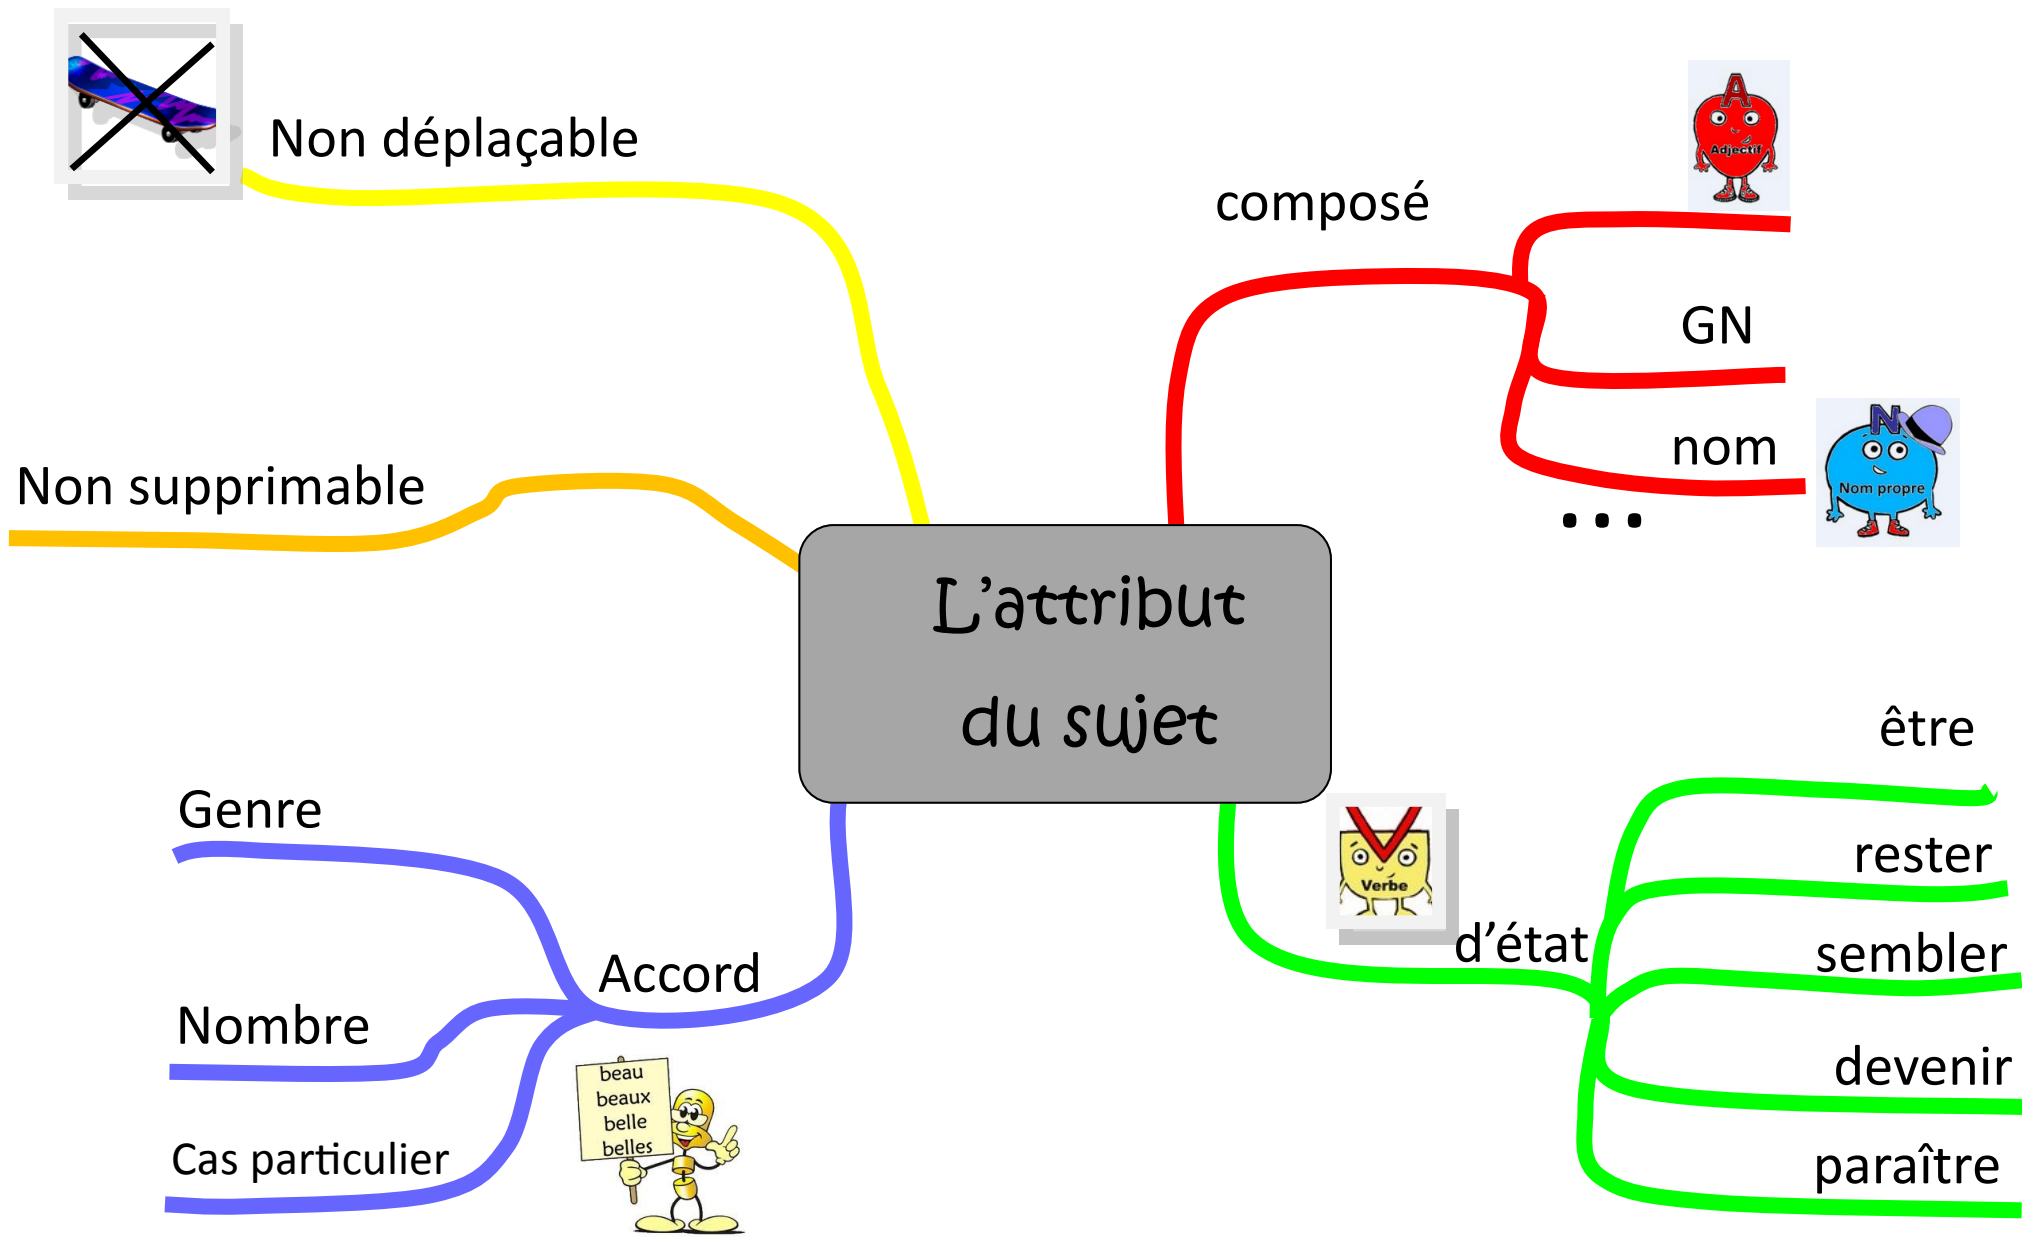 Non déplaçable
Non supprimable
L'attribut
du sujet
composé
A
Adjectif
GN
nom
N
Nom propre
...
V
Verbe
d'état
être
rester
sembler
devenir
paraître
Accord
Genre
Nombre
Cas particulier
beau
beaux
belle
belles